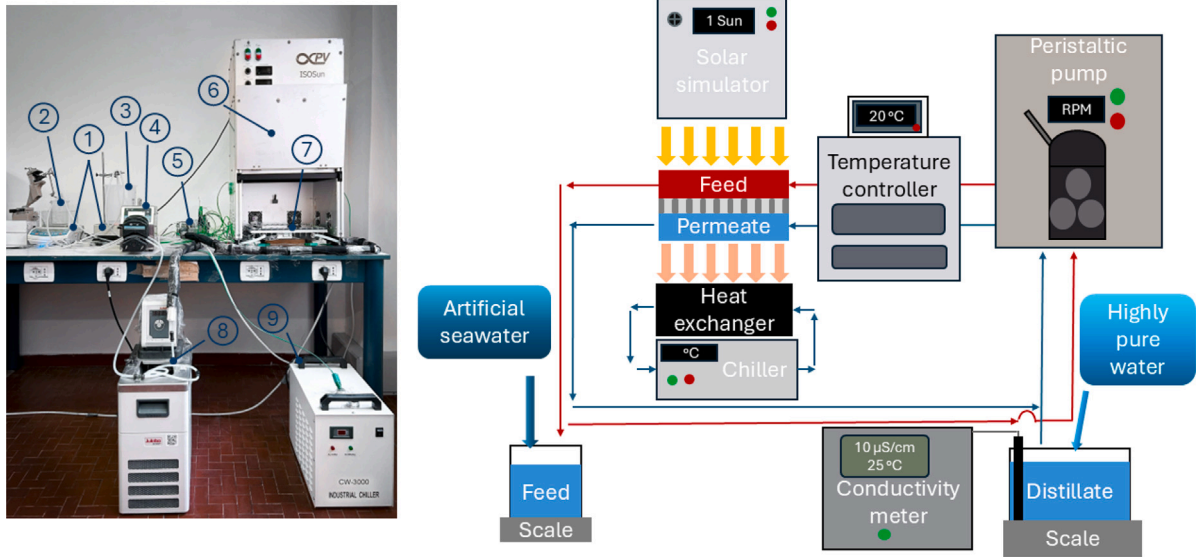 αPV
ISOSun
6
2
1
3
4
5
7
8
9
JULABO
CW-3000
INDUSTRIAL CHILLER
1 Sun
Solar
simulator
Peristaltic
pump
RPM
20 °C
Temperature
controller
Feed
Permeate
Heat
exchanger
°C
Chiller
Artificial
seawater
Highly
pure
water
10 µS/cm
25 °C
Conductivity
meter
Feed
Scale
Distillate
Scale